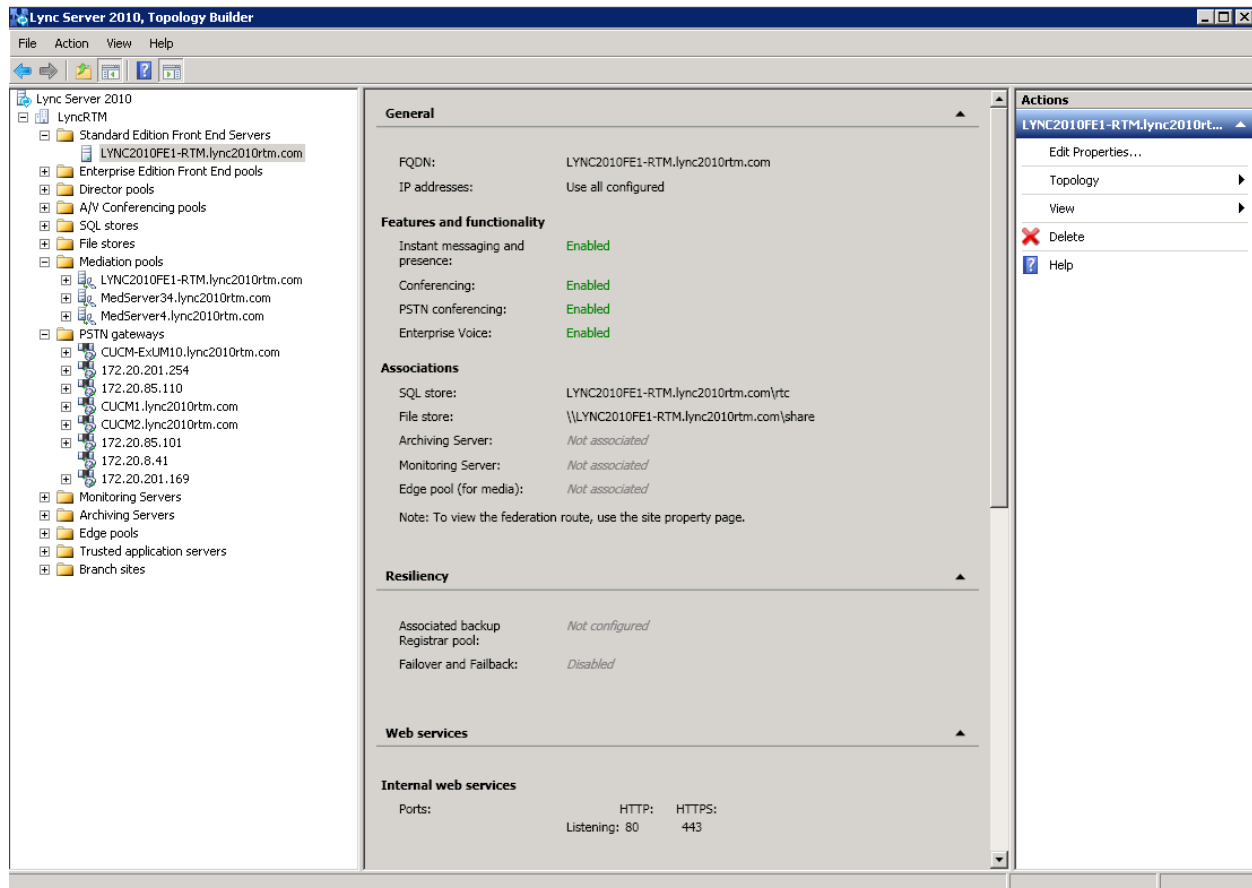 Lync Server 2010, Topology Builder
File Action View Help
Lync Server 2010
LyncRTM
Standard Edition Front End Servers
LYNC2010FE1-RTM.lync2010rtm.com
Enterprise Edition Front End pools
Director pools
A/V Conferencing pools
SQL stores
File stores
Mediation pools
LYNC2010FE1-RTM.lync2010rtm.com
MedServer34.lync2010rtm.com
MedServer4.lync2010rtm.com
PSTN gateways
CUCM-ExUM10.lync2010rtm.com
172.20.201.254
172.20.85.110
CUCM1.lync2010rtm.com
CUCM2.lync2010rtm.com
172.20.85.101
172.20.8.41
172.20.201.169
Monitoring Servers
Archiving Servers
Edge pools
Trusted application servers
Branch sites
General
FQDN: LYNC2010FE1-RTM.lync2010rtm.com
IP addresses: Use all configured
Features and functionality
Instant messaging and Enabled
presence:
Conferencing: Enabled
PSTN conferencing: Enabled
Enterprise Voice: Enabled
Associations
SQL store: LYNC2010FE1-RTM.lync2010rtm.com\rtc
File store: \\LYNC2010FE1-RTM.lync2010rtm.com\share
Archiving Server: Not associated
Monitoring Server: Not associated
Edge pool (for media): Not associated
Note: To view the federation route, use the site property page.
Resiliency
Associated backup Not configured
Registrar pool:
Failover and Failback: Disabled
Web services
Internal web services
Ports: HTTP: HTTPS:
Listening: 80 443
Actions
LYNC2010FE1-RTM.lync2010rt...
Edit Properties...
Topology
View
Delete
Help